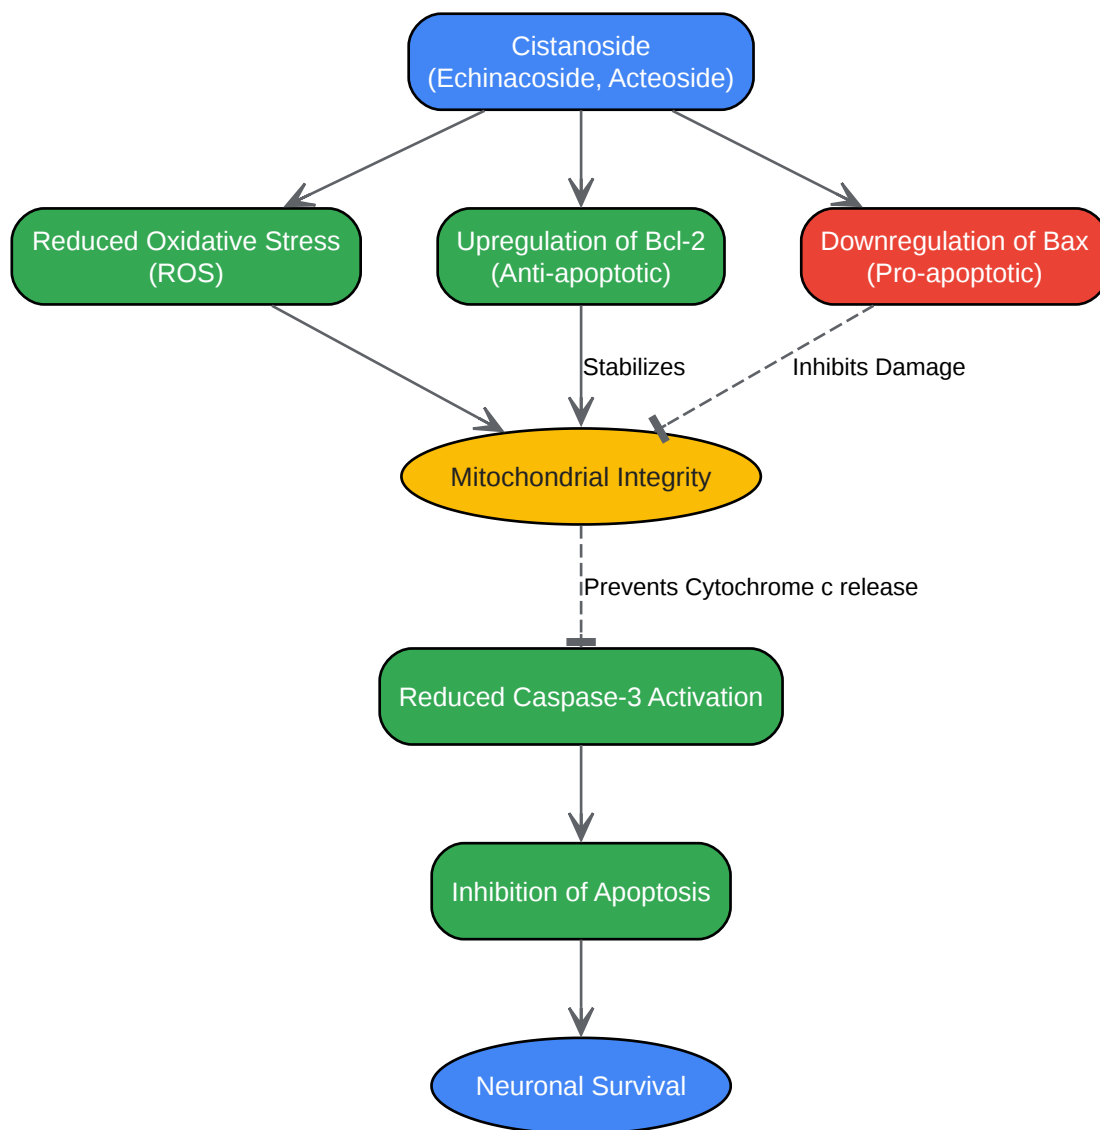 Cistanoside
(Echinacoside, Acteoside)
Reduced Oxidative Stress
(ROS)
Upregulation of Bcl-2
(Anti-apoptotic)
Downregulation of Bax
(Pro-apoptotic)
Stabilizes
Inhibits Damage
Mitochondrial Integrity
Prevents Cytochrome c release
Reduced Caspase-3 Activation
Inhibition of Apoptosis
Neuronal Survival